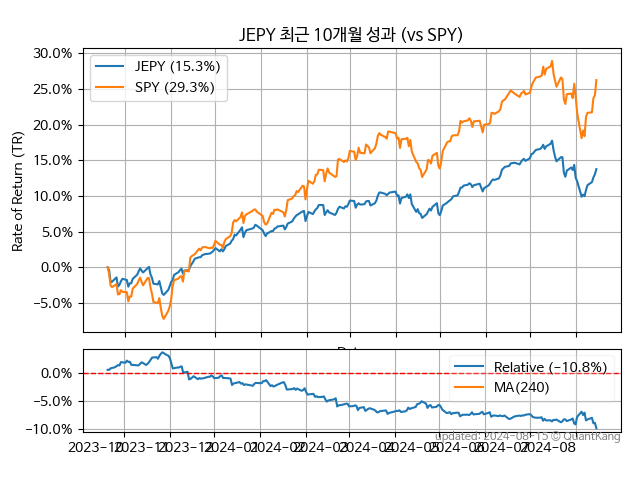 JEPY 최근 10개월 성과 (vs SPY)
JEPY (15.3%)
SPY (29.3%)
Rate of Return (TR)
30.0%
25.0%
20.0%
15.0%
10.0%
5.0%
0.0%
−5.0%
Relative (−10.8%)
MA(240)
0.0%
−5.0%
−10.0%
updated: 2024-08-15 © QuantKang
2023-10 2023-11 2023-12 2024-01 2024-02 2024-03 2024-04 2024-05 2024-06 2024-07 2024-08